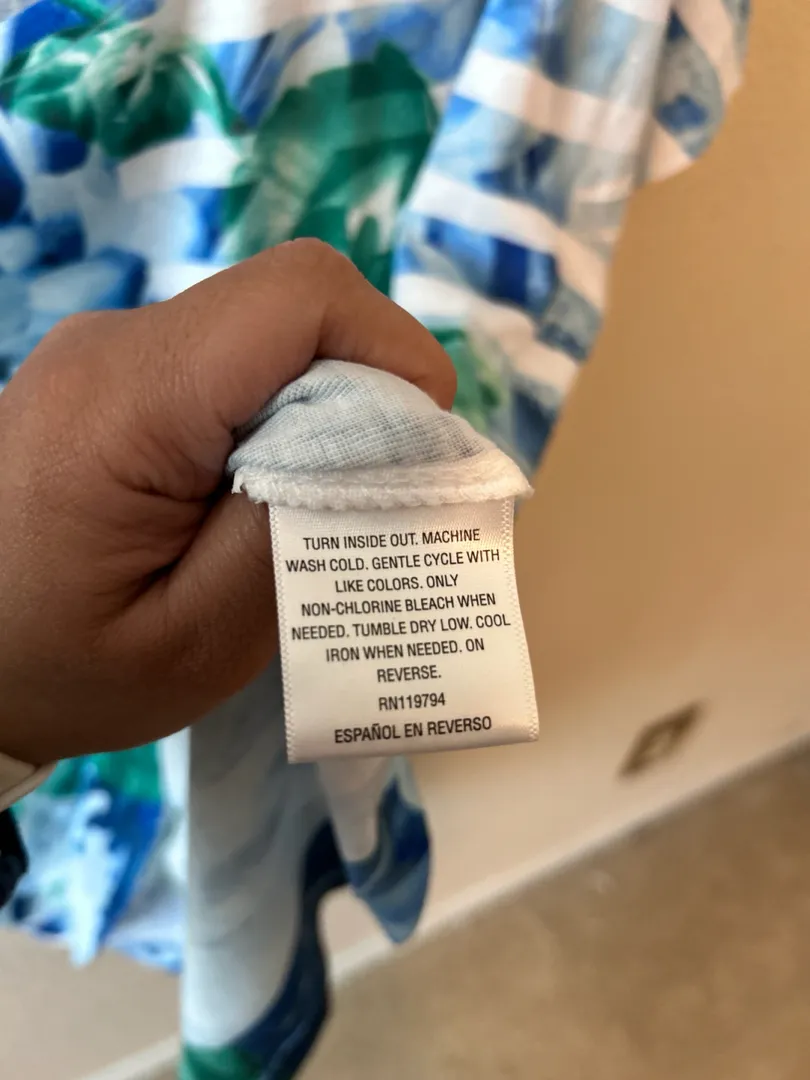 TURN INSIDE OUT. MACHINE
WASH COLD. GENTLE CYCLE WITH
LIKE COLORS. ONLY
NON-CHLORINE BLEACH WHEN
NEEDED. TUMBLE DRY LOW. COOL
IRON WHEN NEEDED. ON
REVERSE.
RN119794
ESPAÑOL EN REVERSO